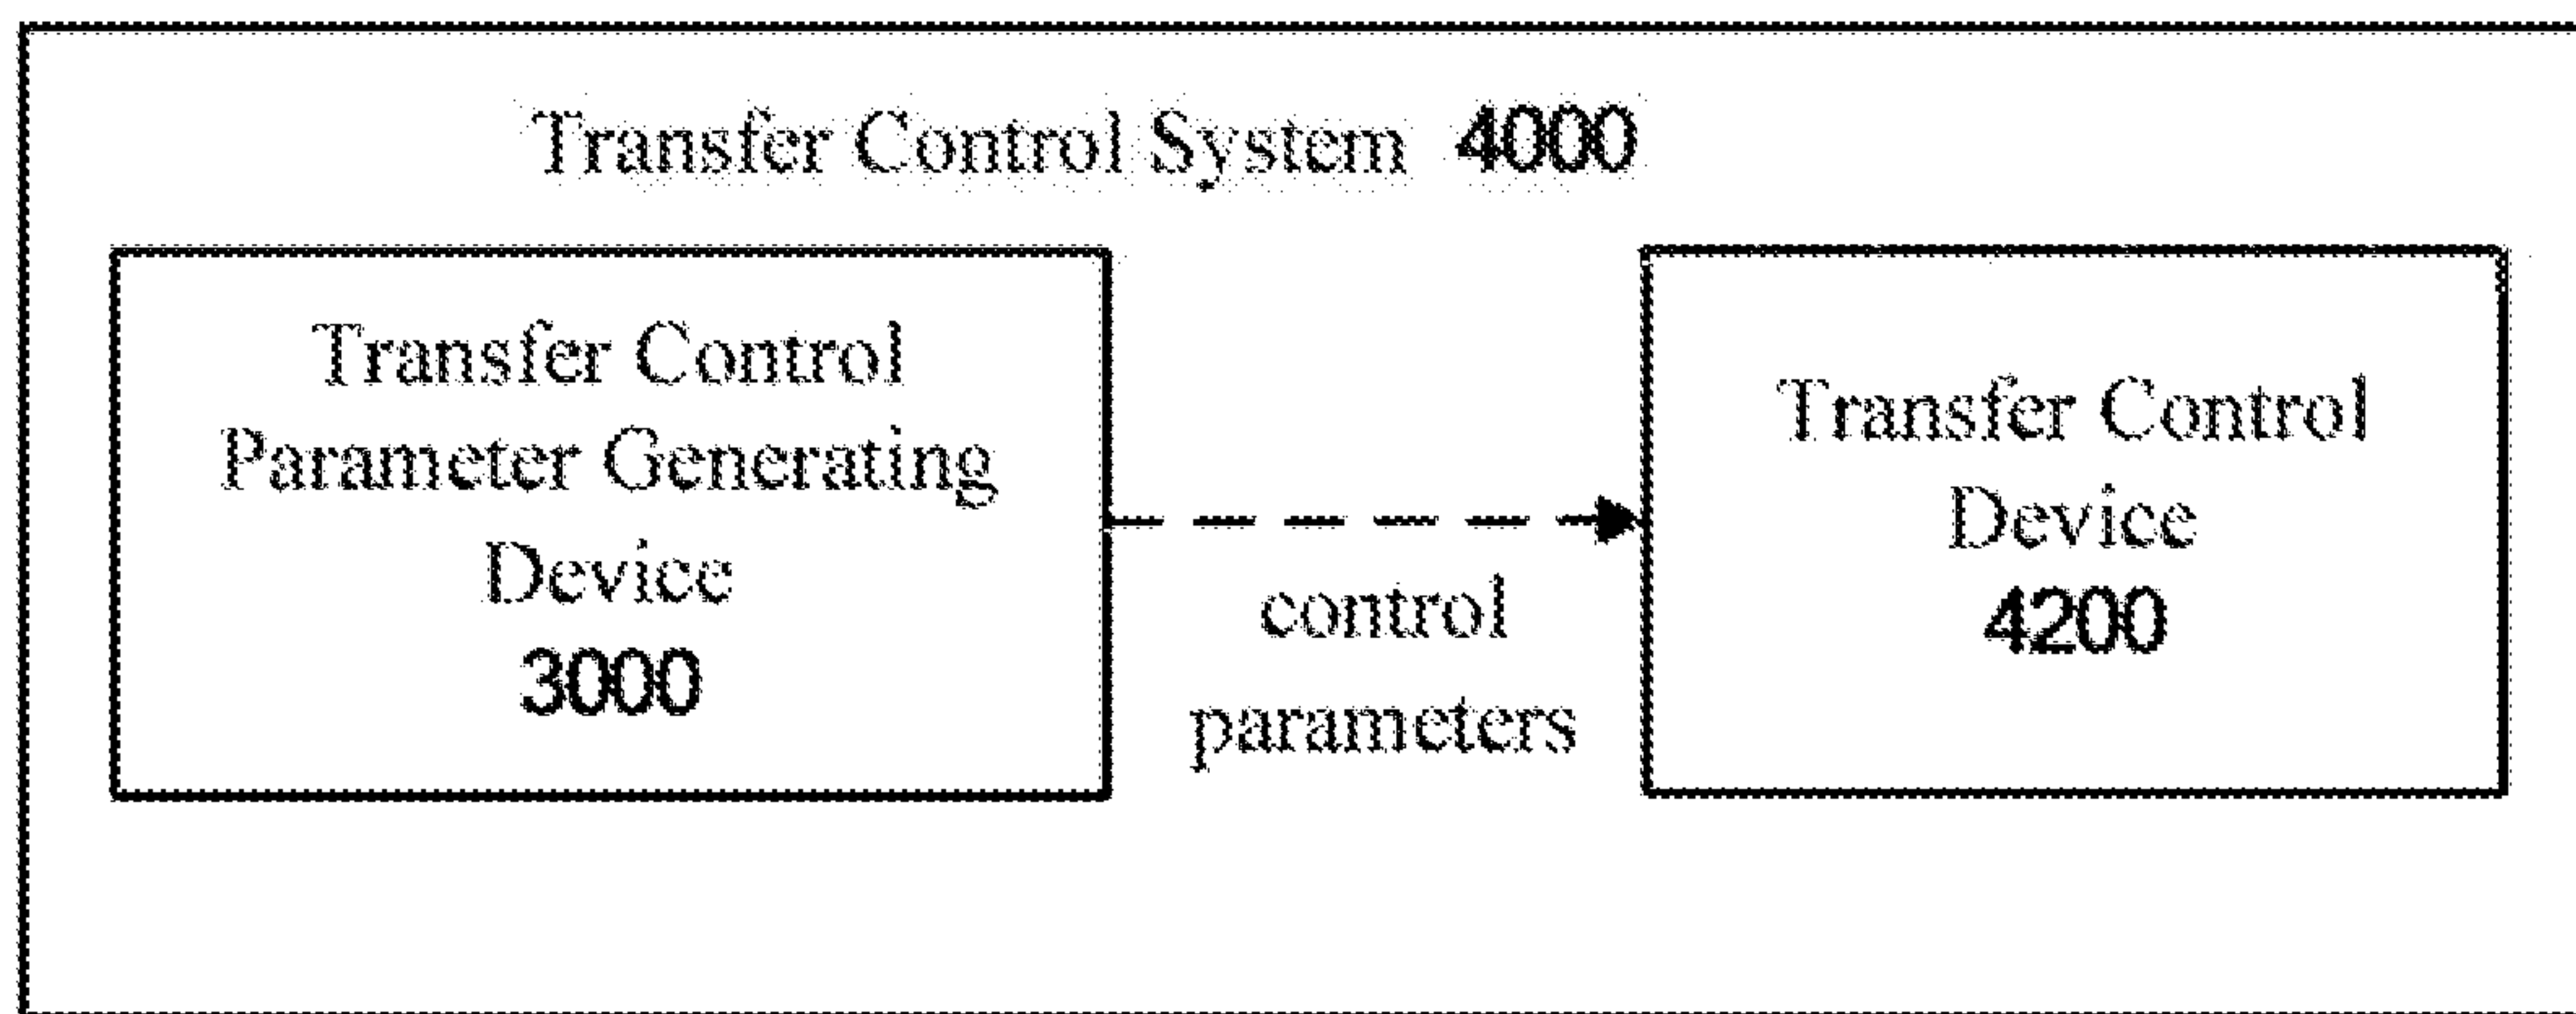 Transfer Control System 4000
Transfer Control
Parameter Generating
Device
3000
control
parameters
Transfer Control
Device
4200